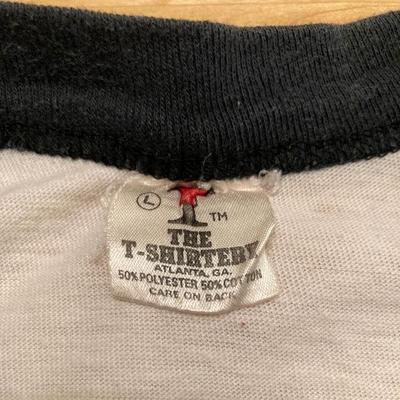 L TM
THE
T-SHIRTERY
ATLANTA, GA.
50% POLYESTER 50% COTTON
CARE ON BACK